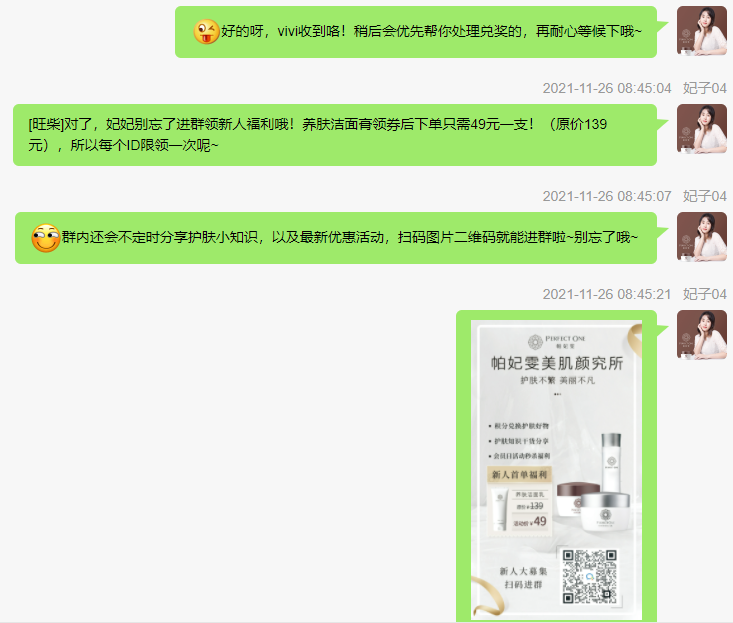 好的呀，vivi收到咯！稍后会优先帮你处理兑奖的，再耐心等候下哦~
2021-11-26 08:45:04 妃子04
[旺柴]对了，妃妃别忘了进群领新人福利哦！养肤洁面膏领券后下单只需49元一支！（原价139
元），所以每个ID限领一次呢~
2021-11-26 08:45:07 妃子04
群内还会不定时分享护肤小知识，以及最新优惠活动，扫码图片二维码就能进群啦~别忘了哦~
2021-11-26 08:45:21 妃子04
PERFECT ONE
帕妃雯
帕妃雯美肌颜究所
护肤不繁 美丽不凡
• 积分兑换护肤好物
• 护肤知识干货分享
• 会员日活动秒杀福利
新人首单福利
养肤洁面乳
原价￥139
活动价￥49
新人大募集
扫码进群